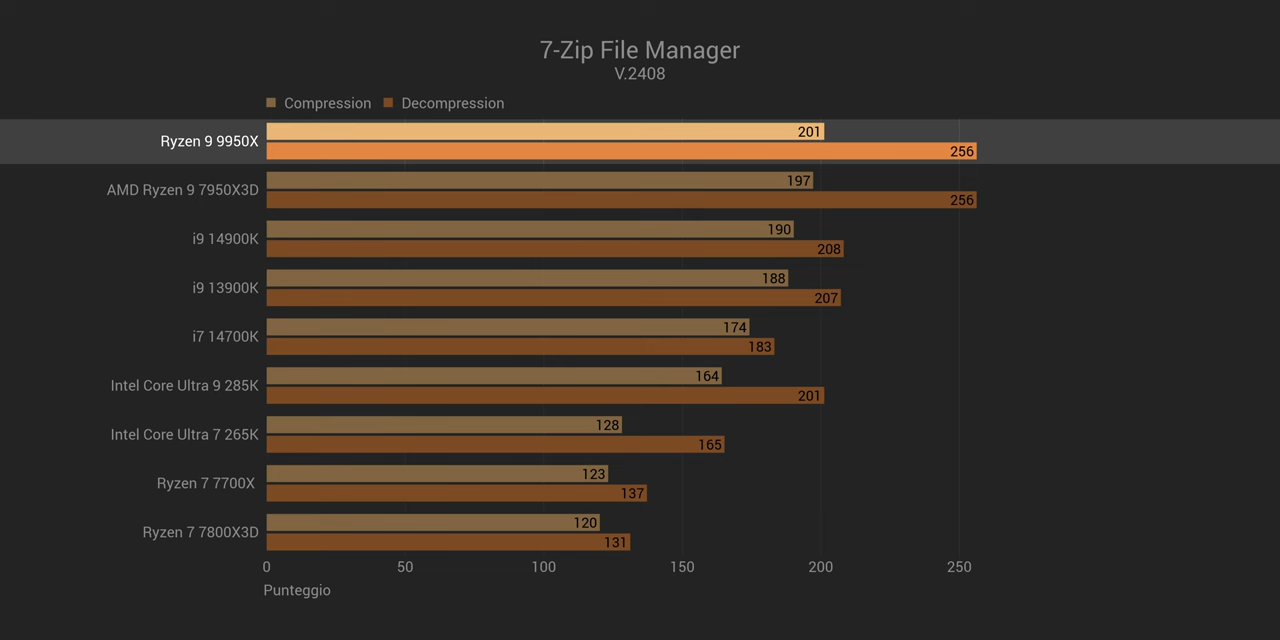 7-Zip File Manager
V.2408
Compression Decompression
Ryzen 9 9950X 201
256
AMD Ryzen 9 7950X3D 197
256
i9 14900K 190
208
i9 13900K 188
207
i7 14700K 174
183
Intel Core Ultra 9 285K 164
201
Intel Core Ultra 7 265K 128
165
Ryzen 7 7700X 123
137
Ryzen 7 7800X3D 120
131
0 50 100 150 200 250
Punteggio